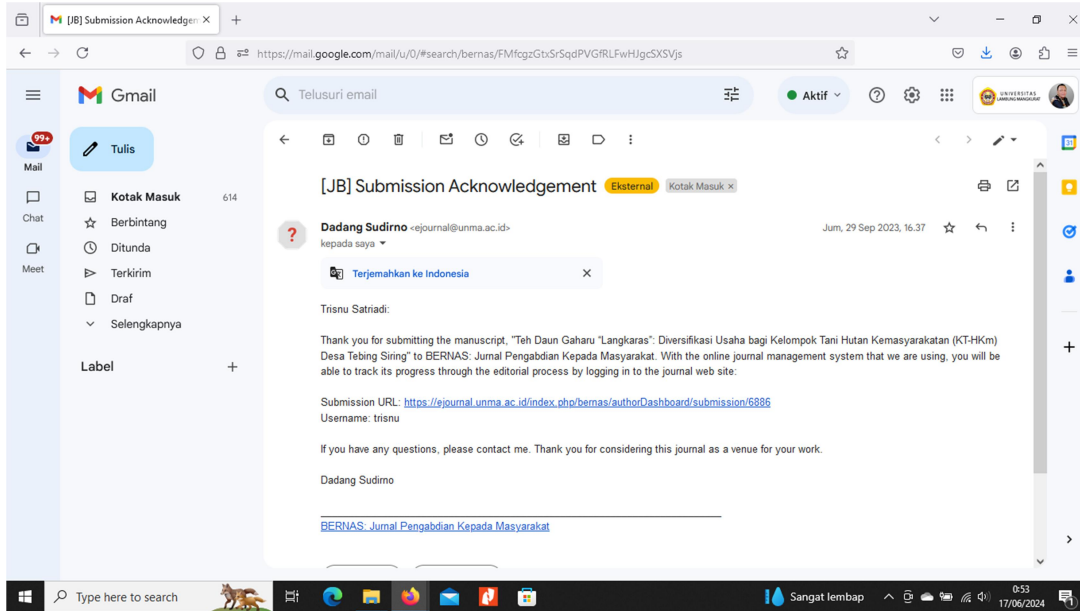 [JB] Submission Acknowledgem
https://mail.google.com/mail/u/0/#search/bernas/FMfcgzGtxSrSqdPVGfRLFwHJgcSXSVjs
Gmail
Telusuri email
Aktif
UNIVERSITAS
LAMBUNG MANGKURAT
99+
Mail
Chat
Meet
Tulis
Kotak Masuk 614
Berbintang
Ditunda
Terkirim
Draf
Selengkapnya
Label
31
[JB] Submission Acknowledgement Eksternal Kotak Masuk ×
Dadang Sudirno <ejournal@unma.ac.id> Jum, 29 Sep 2023, 16.37
kepada saya
Terjemahkan ke Indonesia
Trisnu Satriadi:
Thank you for submitting the manuscript, "Teh Daun Gaharu “Langkaras”: Diversifikasi Usaha bagi Kelompok Tani Hutan Kemasyarakatan (KT-HKm)
Desa Tebing Siring" to BERNAS: Jurnal Pengabdian Kepada Masyarakat. With the online journal management system that we are using, you will be
able to track its progress through the editorial process by logging in to the journal web site:
Submission URL: https://ejournal.unma.ac.id/index.php/bernas/authorDashboard/submission/6886
Username: trisnu
If you have any questions, please contact me. Thank you for considering this journal as a venue for your work.
Dadang Sudirno
BERNAS: Jurnal Pengabdian Kepada Masyarakat
Type here to search
Sangat lembap
0:53
17/06/2024
1